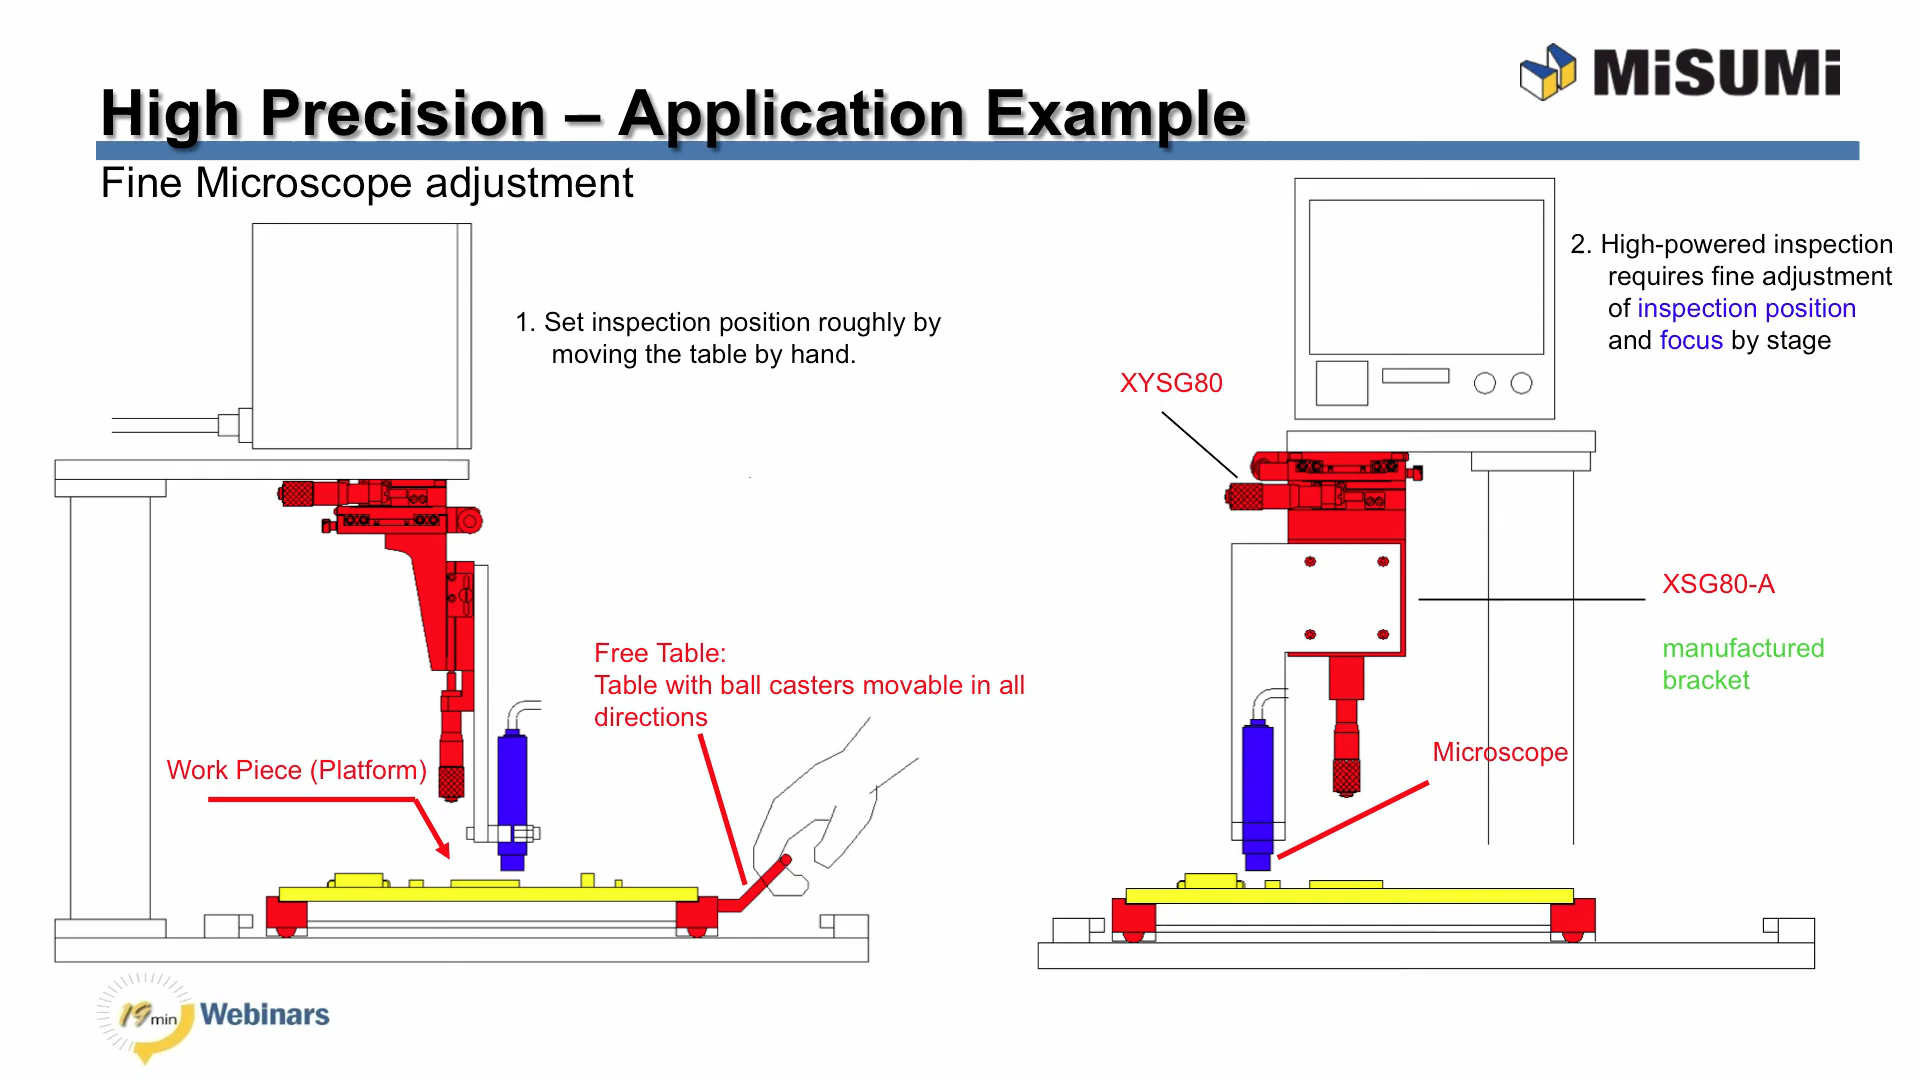 MiSUMi
High Precision – Application Example
Fine Microscope adjustment
1. Set inspection position roughly by
moving the table by hand.
2. High-powered inspection
requires fine adjustment
of inspection position
and focus by stage
XYSG80
XSG80-A
manufactured
bracket
Free Table:
Table with ball casters movable in all
directions
Work Piece (Platform)
Microscope
19 min Webinars